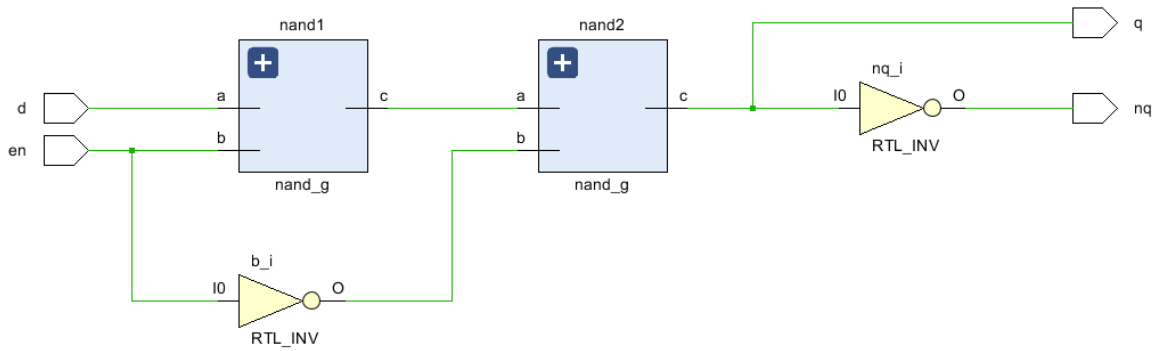 nand1
nand2
q
nq_i
d
a
c
a
c
I0
O
nq
en
b
b
RTL_INV
nand_g
nand_g
b_i
I0
O
RTL_INV